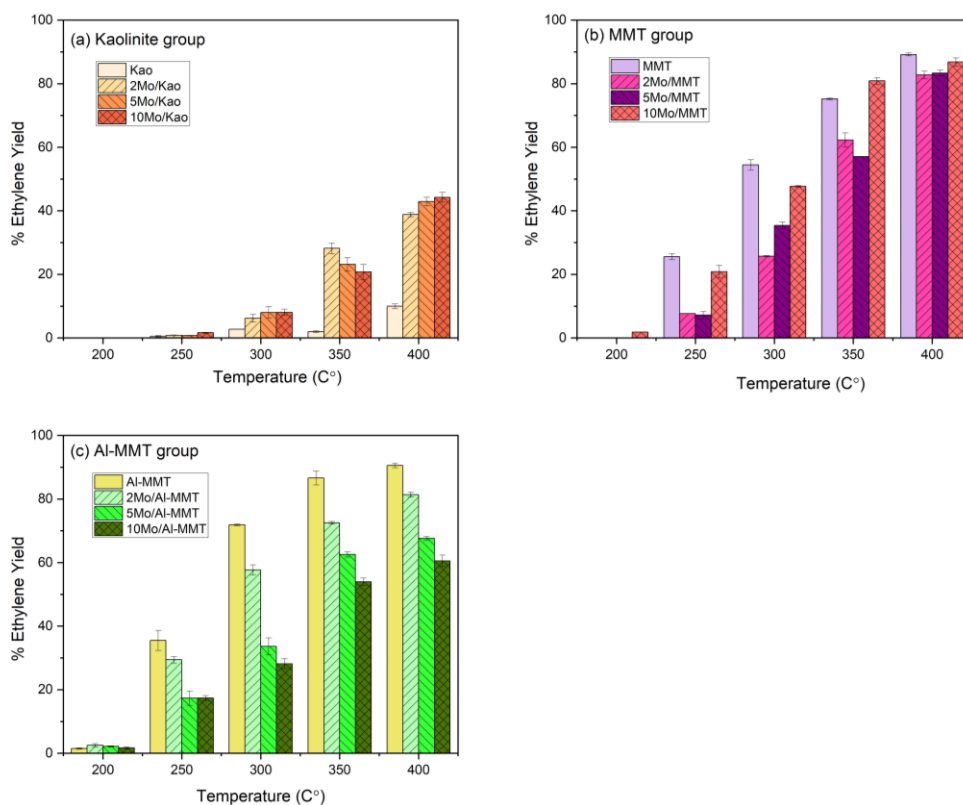 (a) Kaolinite group
Kao
2Mo/Kao
5Mo/Kao
10Mo/Kao
% Ethylene Yield
100
80
60
40
20
0
200 250 300 350 400
Temperature (C°)
(b) MMT group
MMT
2Mo/MMT
5Mo/MMT
10Mo/MMT
% Ethylene Yield
100
80
60
40
20
0
200 250 300 350 400
Temperature (C°)
(c) Al-MMT group
Al-MMT
2Mo/Al-MMT
5Mo/Al-MMT
10Mo/Al-MMT
% Ethylene Yield
100
80
60
40
20
0
200 250 300 350 400
Temperature (C°)